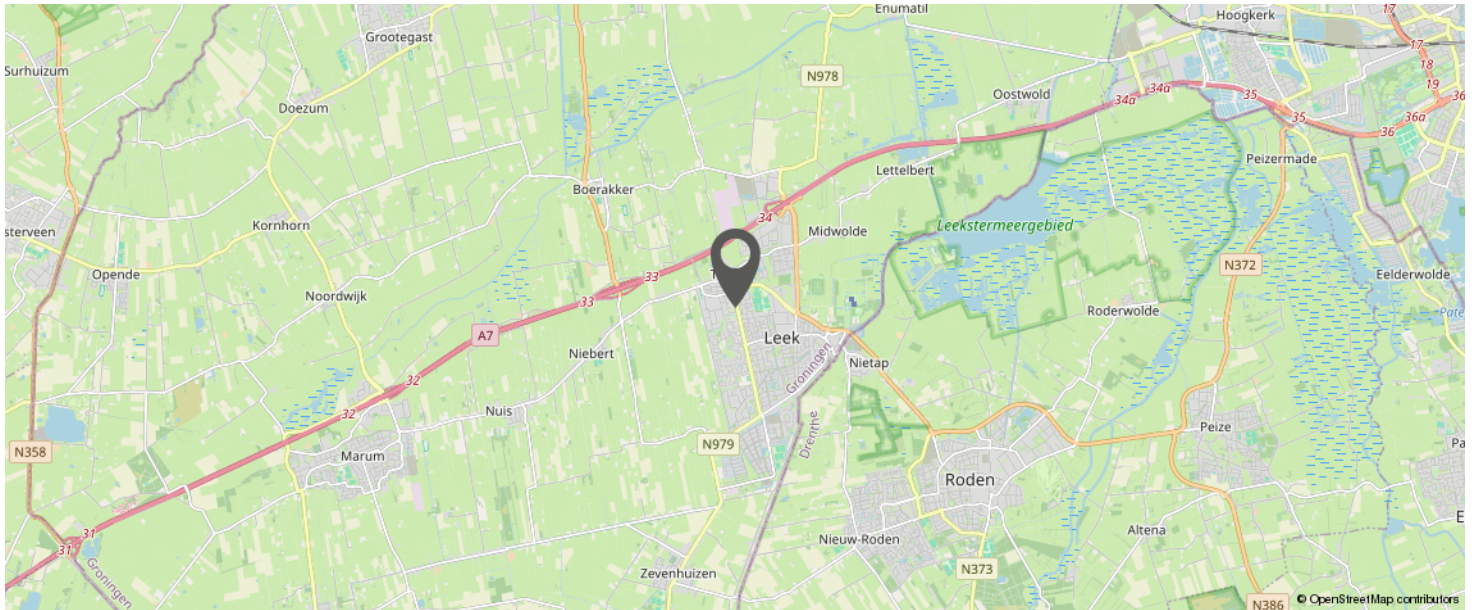 Enumatil
Hoogkerk
17
Grootegast
17
Surhuizum
N978
18
19
34a
34a
35
36
Oostwold
Doezum
35
36a
36
Peizermade
Lettelbert
Boerakker
34
Kornhorn
Midwolde
Leekstermeergebied
sterveen
Opende
33
N372
Eelderwolde
Noordwijk
33
Roderwolde
Pate
A7
Leek
Niebert
Groningen
Nietap
32
32
Nuis
Drenthe
Peize
N358
Marum
N979
Pa
Roden
31
Altena
E
31
Nieuw-Roden
Groningen
Zevenhuizen
N373
N386
© OpenStreetMap contributors